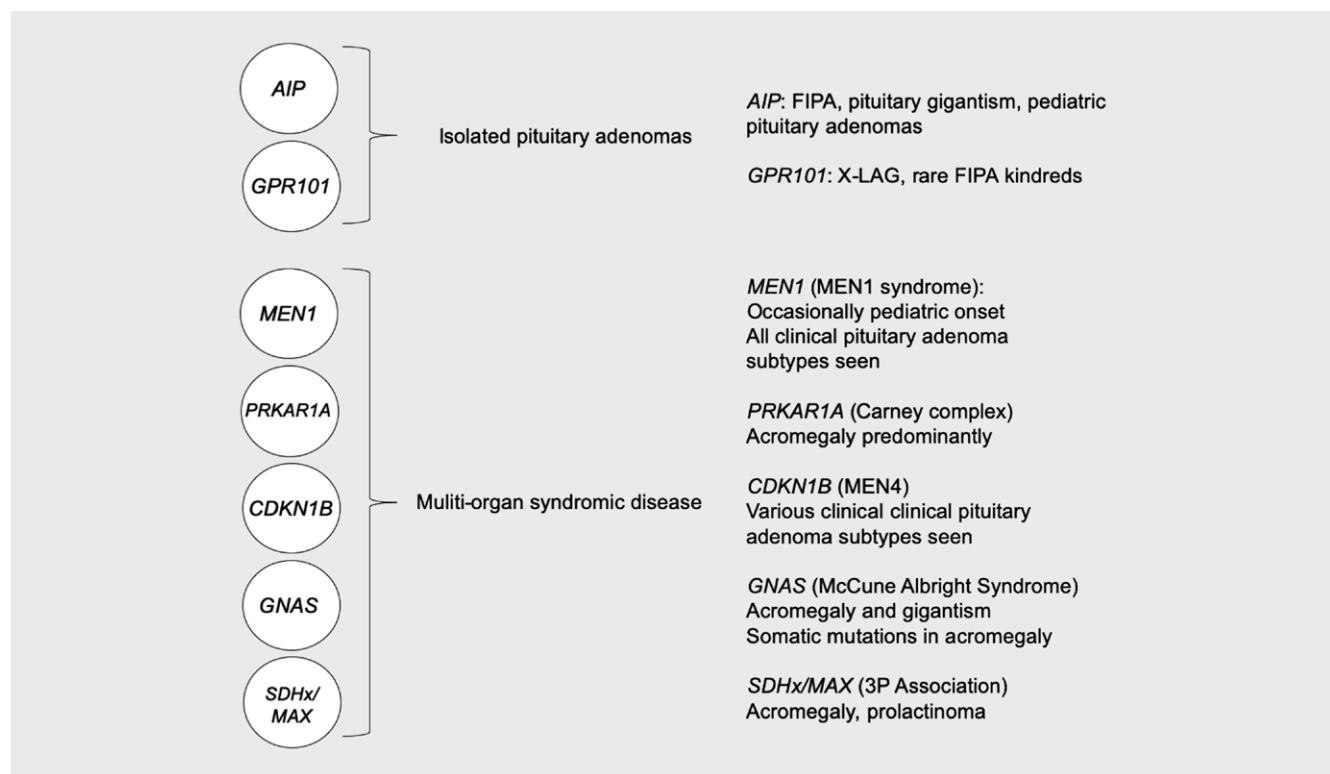 AIP
GPR101
Isolated pituitary adenomas
AIP: FIPA, pituitary gigantism, pediatric
pituitary adenomas
GPR101: X-LAG, rare FIPA kindreds
MEN1
PRKAR1A
CDKN1B
GNAS
SDHx/
MAX
Muliti-organ syndromic disease
MEN1 (MEN1 syndrome):
Occasionally pediatric onset
All clinical pituitary adenoma
subtypes seen
PRKAR1A (Carney complex)
Acromegaly predominantly
CDKN1B (MEN4)
Various clinical clinical pituitary
adenoma subtypes seen
GNAS (McCune Albright Syndrome)
Acromegaly and gigantism
Somatic mutations in acromegaly
SDHx/MAX (3P Association)
Acromegaly, prolactinoma